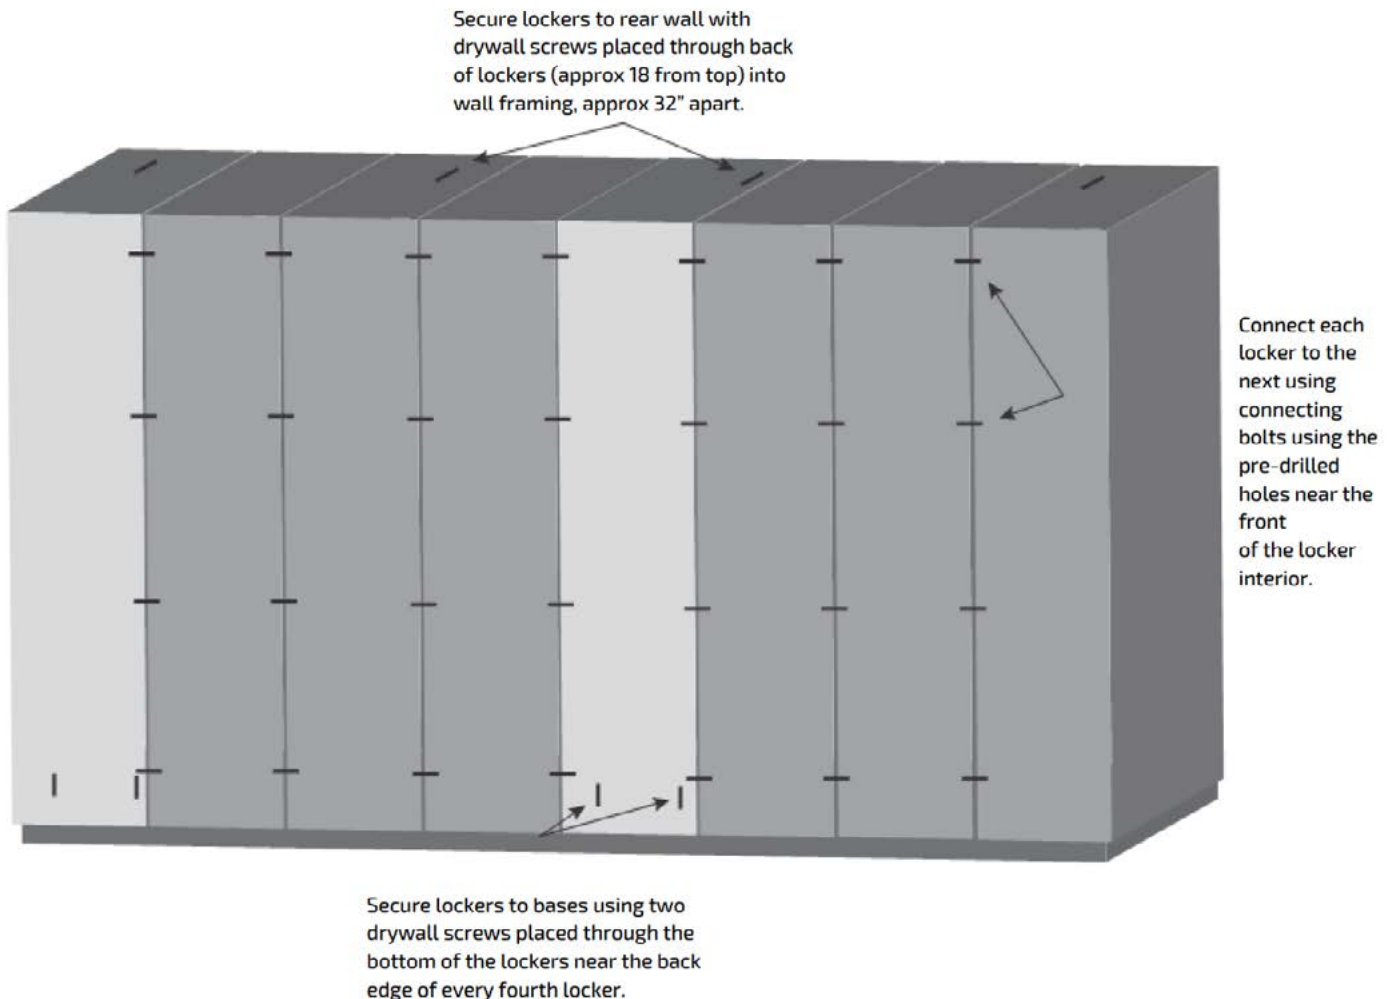 Secure lockers to rear wall with
drywall screws placed through back
of lockers (approx 18 from top) into
wall framing, approx 32” apart.
Connect each
locker to the
next using
connecting
bolts using the
pre-drilled
holes near the
front
of the locker
interior.
Secure lockers to bases using two
drywall screws placed through the
bottom of the lockers near the back
edge of every fourth locker.